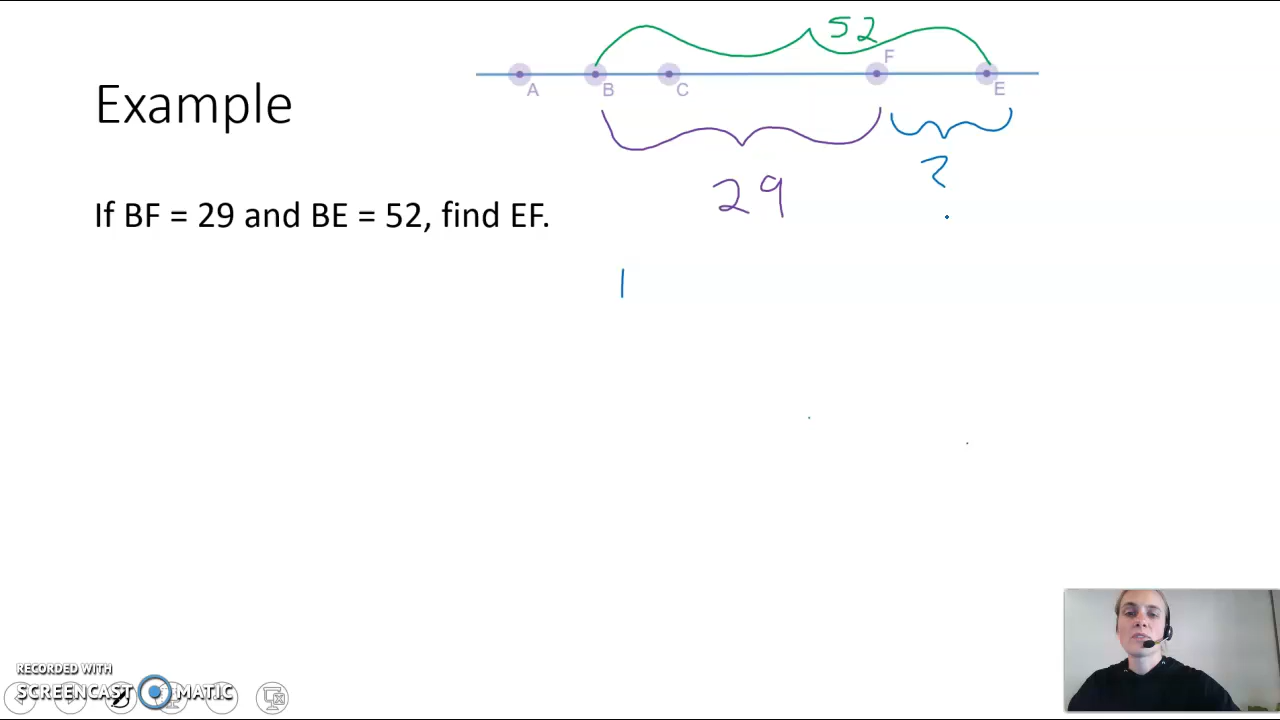 52
F
A B C E
Example
29 ?
If BF = 29 and BE = 52, find EF.
RECORDED WITH
SCREENCAST MATIC